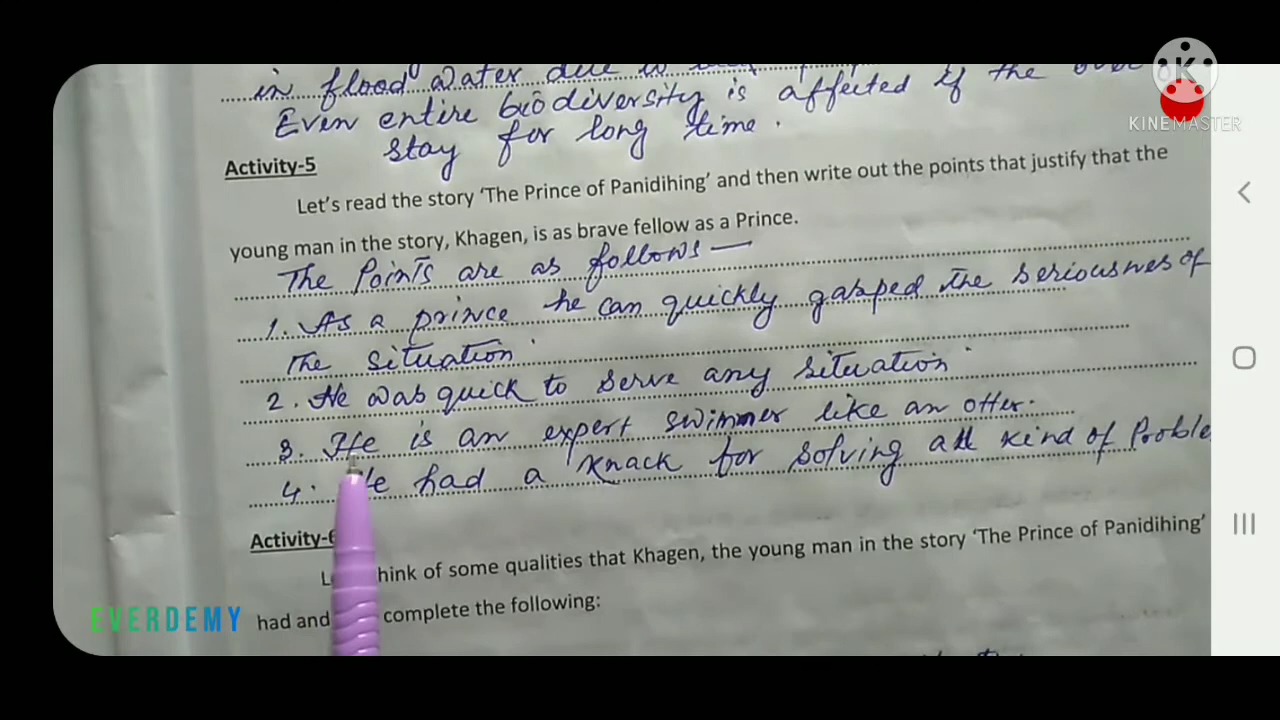 in flood water due to
Even entire biodiversity is affected if the
stay for long time.
KINEMASTER
Activity-5
Let's read the story 'The Prince of Panidihing' and then write out the points that justify that the
young man in the story, Khagen, is as brave fellow as a Prince.
The Points are as follows —
1. As a prince he can quickly gasped the seriousnes of
the situation.
2. He was quick to serve any situation.
3. He is an expert swimmer like an otter.
4. He had a knack for solving all kind of Proble
Activity-6
think of some qualities that Khagen, the young man in the story 'The Prince of Panidihing'
had and complete the following:
EVERDEMY